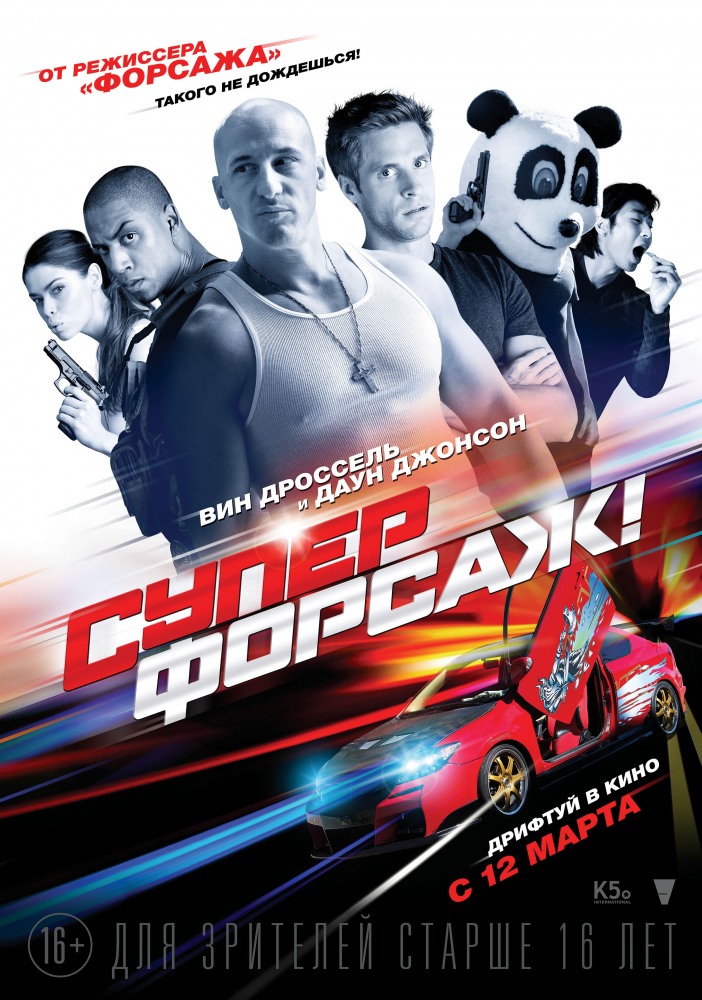 ОТ РЕЖИССЕРА
«ФОРСАЖА»
ТАКОГО НЕ ДОЖДЕШЬСЯ!
ВИН ДРОССЕЛЬ
И ДАУН ДЖОНСОН
СУПЕР
ФОРСАЖ!
ДРИФТУЙ В КИНО
С 12 МАРТА
K5
INTERNATIONAL
16+ ДЛЯ ЗРИТЕЛЕЙ СТАРШЕ 16 ЛЕТ